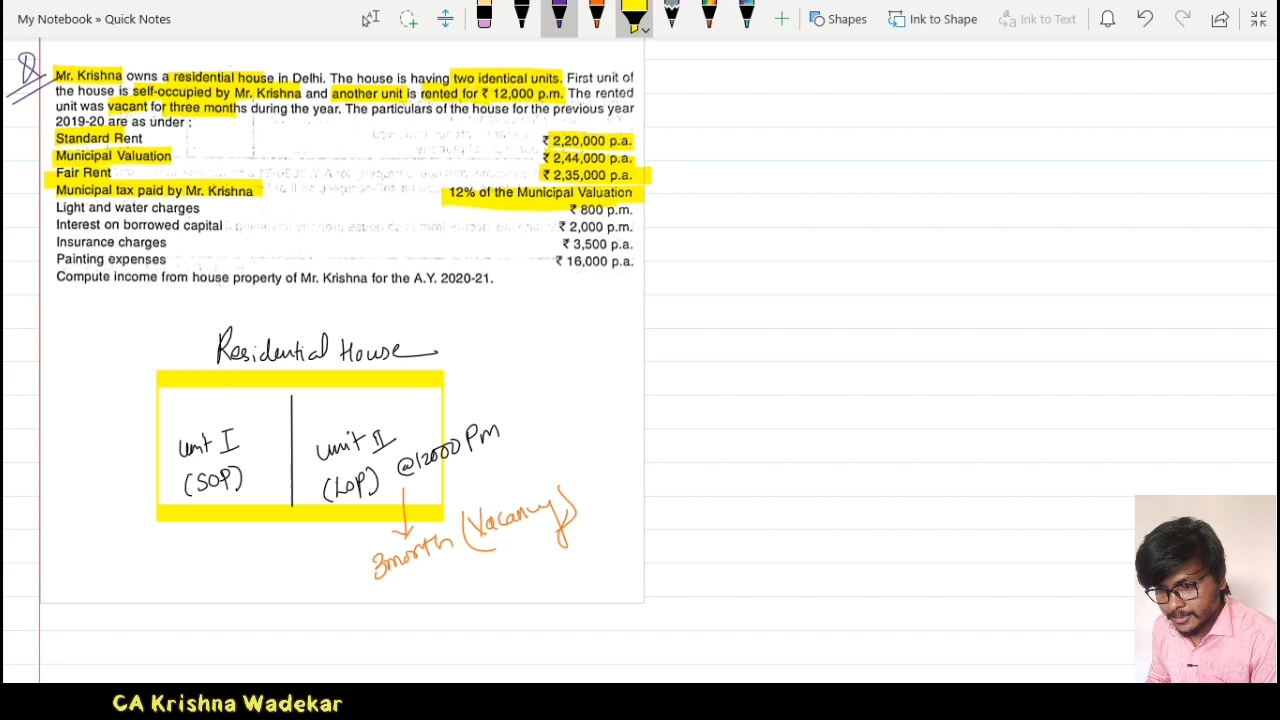 My Notebook » Quick Notes
Shapes
Ink to Shape
Ink to Text
Q
Mr. Krishna owns a residential house in Delhi. The house is having two identical units. First unit of
the house is self-occupied by Mr. Krishna and another unit is rented for ₹ 12,000 p.m. The rented
unit was vacant for three months during the year. The particulars of the house for the previous year
2019-20 are as under :
Standard Rent ₹ 2,20,000 p.a.
Municipal Valuation ₹ 2,44,000 p.a.
Fair Rent ₹ 2,35,000 p.a.
Municipal tax paid by Mr. Krishna 12% of the Municipal Valuation
Light and water charges ₹ 800 p.m.
Interest on borrowed capital ₹ 2,000 p.m.
Insurance charges ₹ 3,500 p.a.
Painting expenses ₹ 16,000 p.a.
Compute income from house property of Mr. Krishna for the A.Y. 2020-21.
Residential House
unit I
(SOP)
unit II
(LOP) @12000 Pm
3month (Vacancy)
CA Krishna Wadekar